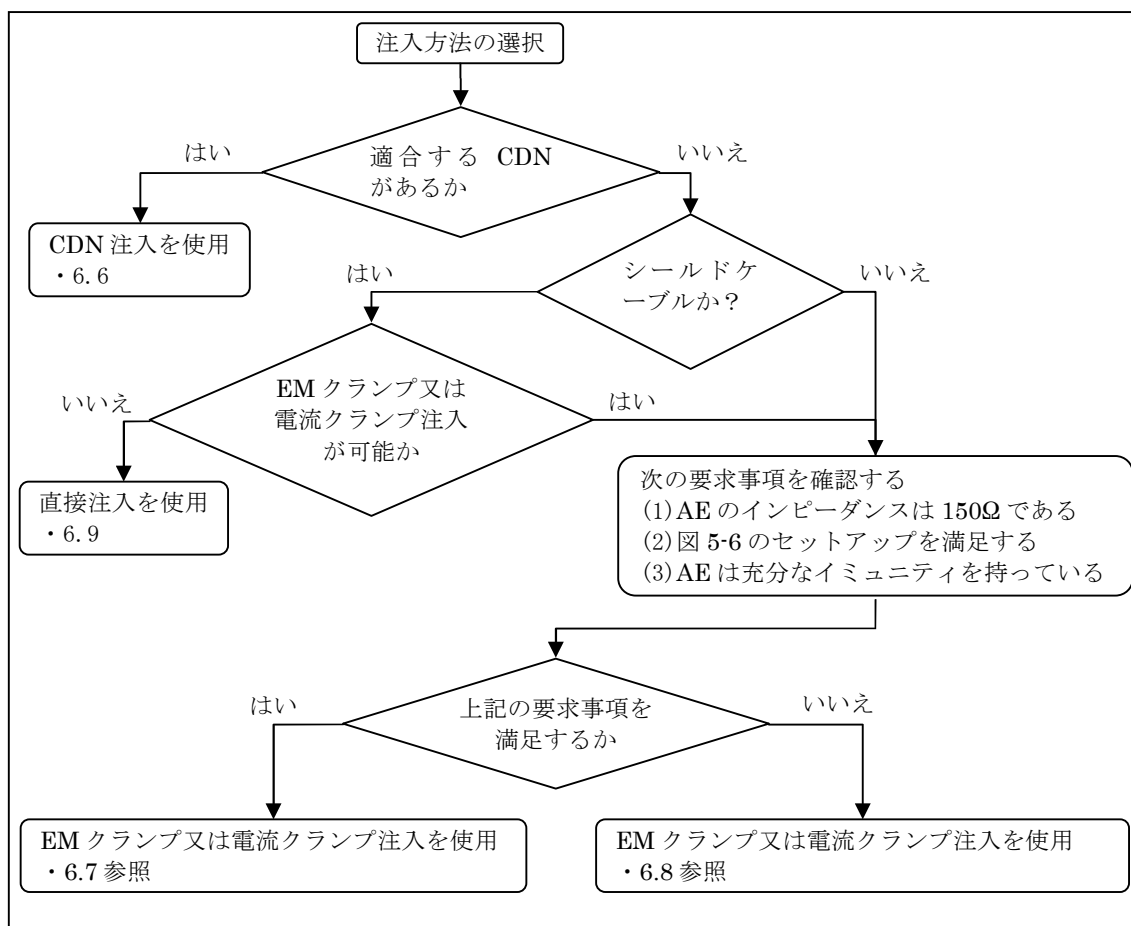 注入方法の選択
適合する CDN
があるか
はい
いいえ
CDN 注入を使用
・6.6
シールドケ
ーブルか？
はい
いいえ
EM クランプ又は
電流クランプ注入
が可能か
いいえ
はい
直接注入を使用
・6.9
次の要求事項を確認する
(1)AE のインピーダンスは 150Ω である
(2)図 5-6 のセットアップを満足する
(3)AE は充分なイミュニティを持っている
上記の要求事項を
満足するか
はい
いいえ
EM クランプ又は電流クランプ注入を使用
・6.7 参照
EM クランプ又は電流クランプ注入を使用
・6.8 参照